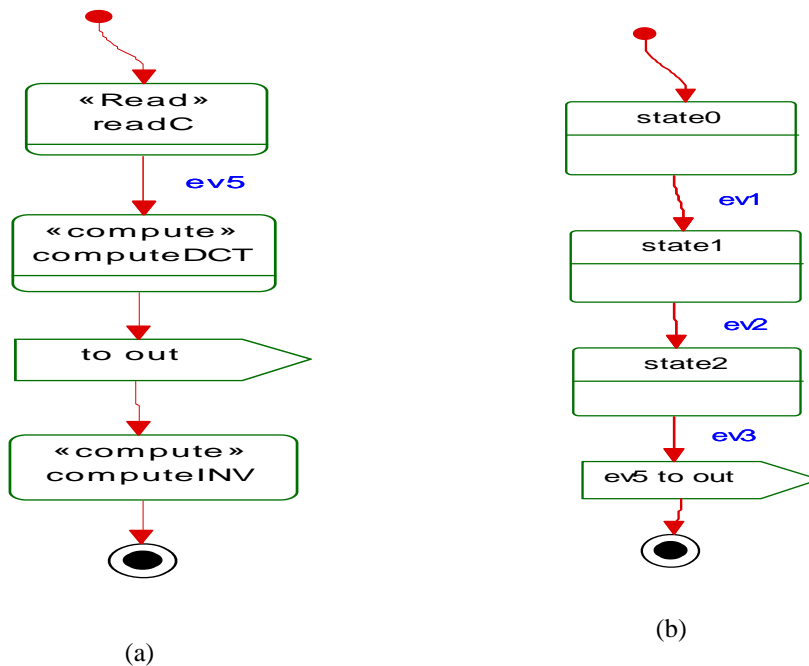 «Read»
readC
ev5
«compute»
computeDCT
to out
«compute»
computeINV
(a)
state0
ev1
state1
ev2
state2
ev3
ev5 to out
(b)